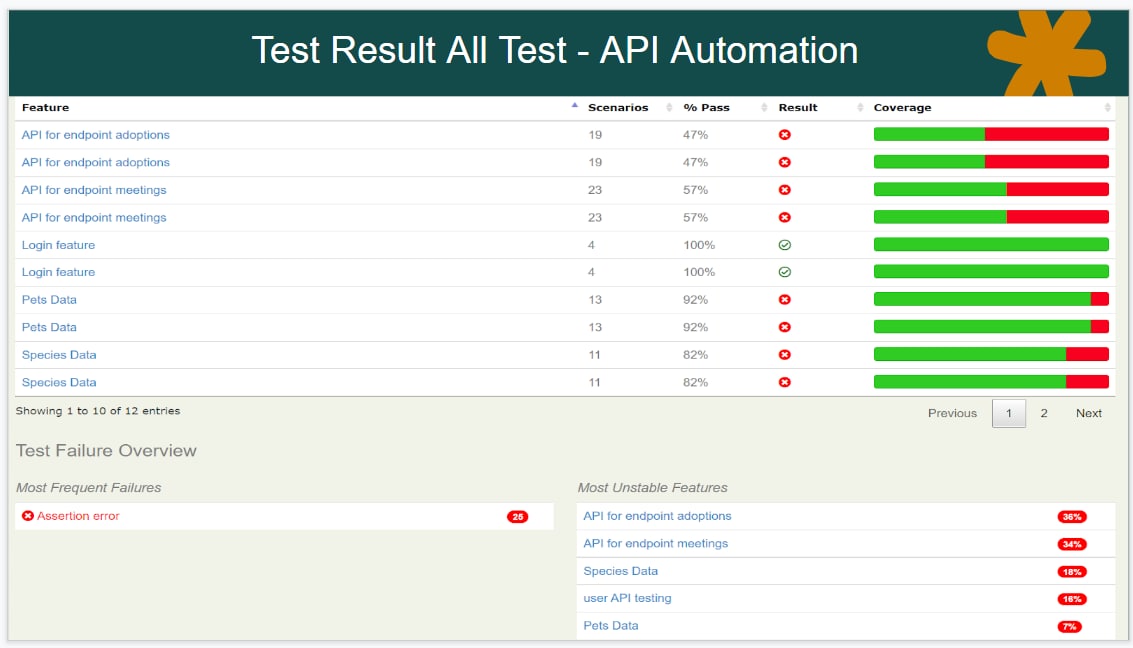 Test Result All Test - API Automation
Feature Scenarios % Pass Result Coverage
API for endpoint adoptions 19 47%
API for endpoint adoptions 19 47%
API for endpoint meetings 23 57%
API for endpoint meetings 23 57%
Login feature 4 100%
Login feature 4 100%
Pets Data 13 92%
Pets Data 13 92%
Species Data 11 82%
Species Data 11 82%
Showing 1 to 10 of 12 entries Previous 1 2 Next
Test Failure Overview
Most Frequent Failures
Assertion error 25
Most Unstable Features
API for endpoint adoptions 36%
API for endpoint meetings 34%
Species Data 18%
user API testing 16%
Pets Data 7%